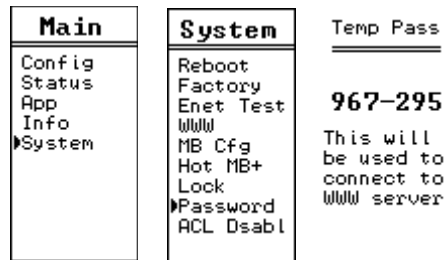 Main
Config
Status
App
Info
System
System
Reboot
Factory
Enet Test
WWW
MB Cfg
Hot MB+
Lock
Password
ACL Dsabl
Temp Pass
967-295
This will
be used to
connect to
WWW server